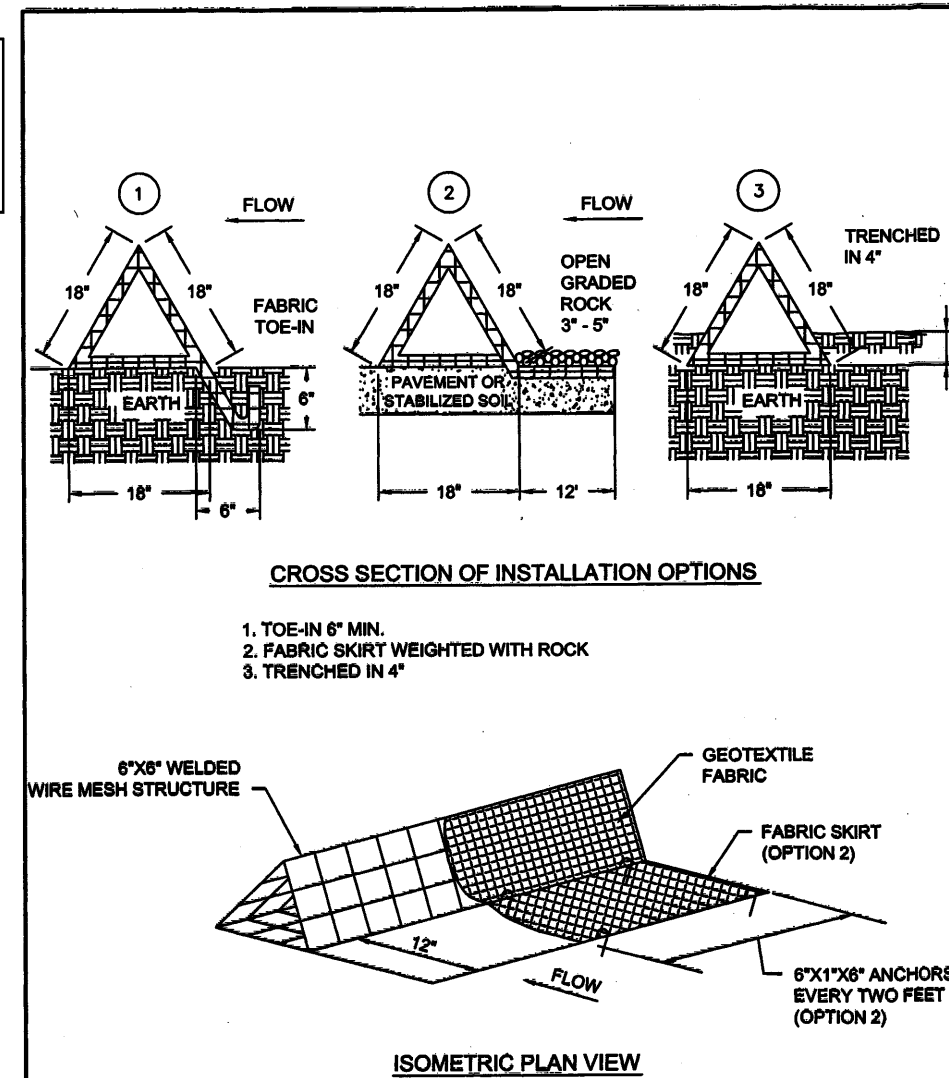 1
FLOW
18"
18"
FABRIC
TOE-IN
EARTH
6"
18"
6"
2
FLOW
18"
18"
OPEN
GRADED
ROCK
3" - 5"
PAVEMENT OR
STABILIZED SOIL
18"
12'
3
TRENCHED
IN 4"
18"
18"
EARTH
18"
CROSS SECTION OF INSTALLATION OPTIONS
1. TOE-IN 6" MIN.
2. FABRIC SKIRT WEIGHTED WITH ROCK
3. TRENCHED IN 4"
6"X6" WELDED
WIRE MESH STRUCTURE
GEOTEXTILE
FABRIC
FABRIC SKIRT
(OPTION 2)
12"
FLOW
6"X1"X6" ANCHORS
EVERY TWO FEET
(OPTION 2)
ISOMETRIC PLAN VIEW